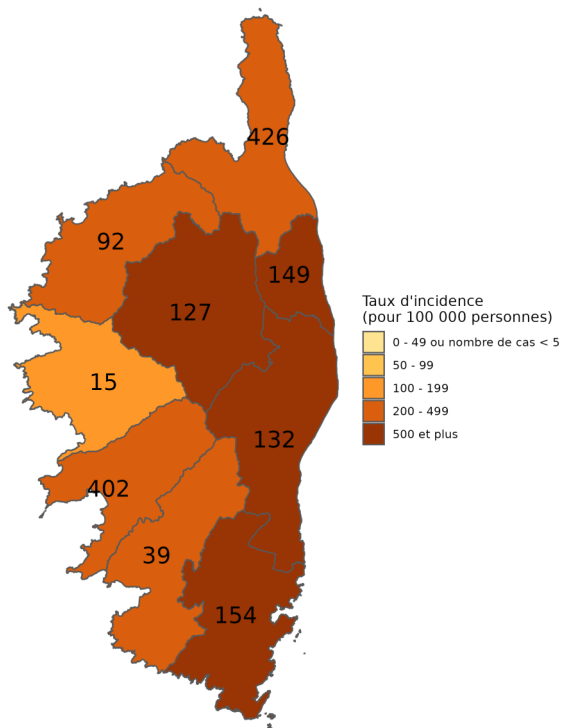 426
92
149
127
Taux d'incidence
(pour 100 000 personnes)
0 - 49 ou nombre de cas < 5
50 - 99
100 - 199
200 - 499
500 et plus
15
132
402
39
154